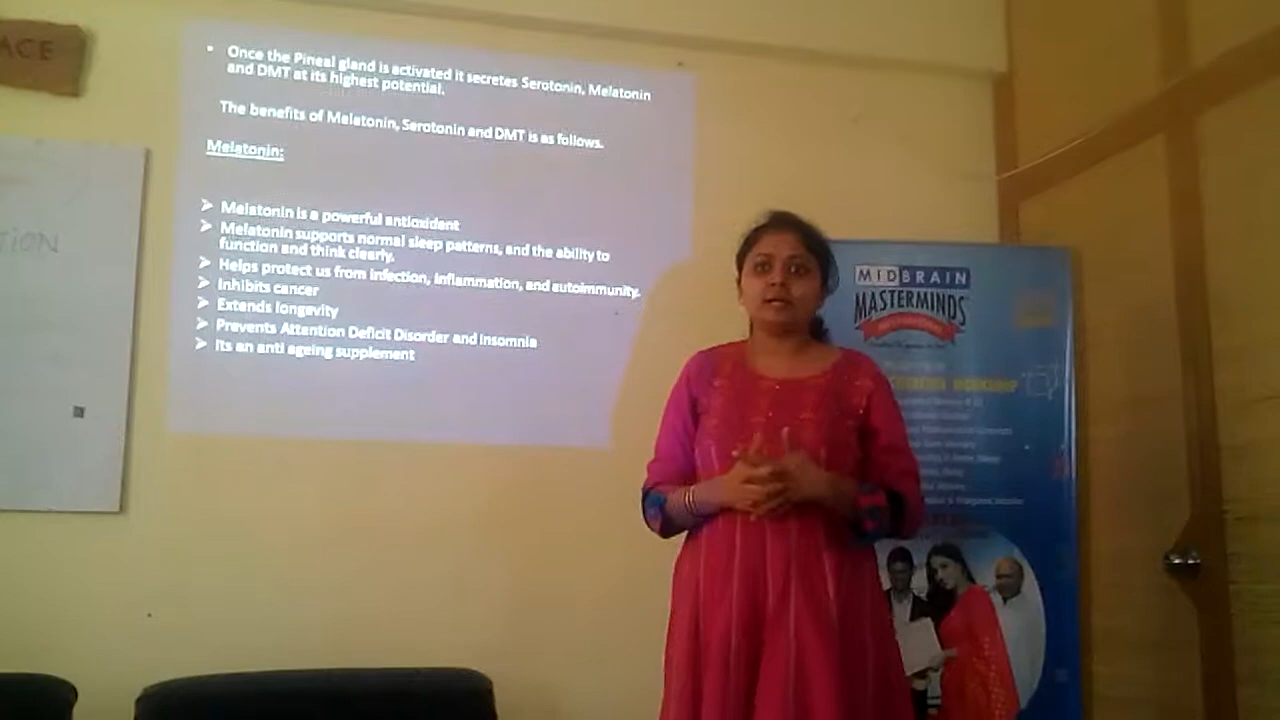 ACE
• Once the Pineal gland is activated it secretes Serotonin, Melatonin
and DMT at its highest potential.
The benefits of Melatonin, Serotonin and DMT is as follows.
Melatonin:
➢ Melatonin is a powerful antioxident
➢ Melatonin supports normal sleep patterns, and the ability to
function and think clearly.
➢ Helps protect us from infection, inflammation, and autoimmunity.
➢ Inhibits cancer
➢ Extends longevity
➢ Prevents Attention Deficit Disorder and Insomnia
➢ Its an anti ageing supplement
TION
MIDBRAIN
MASTERMINDS
WORKSHOP